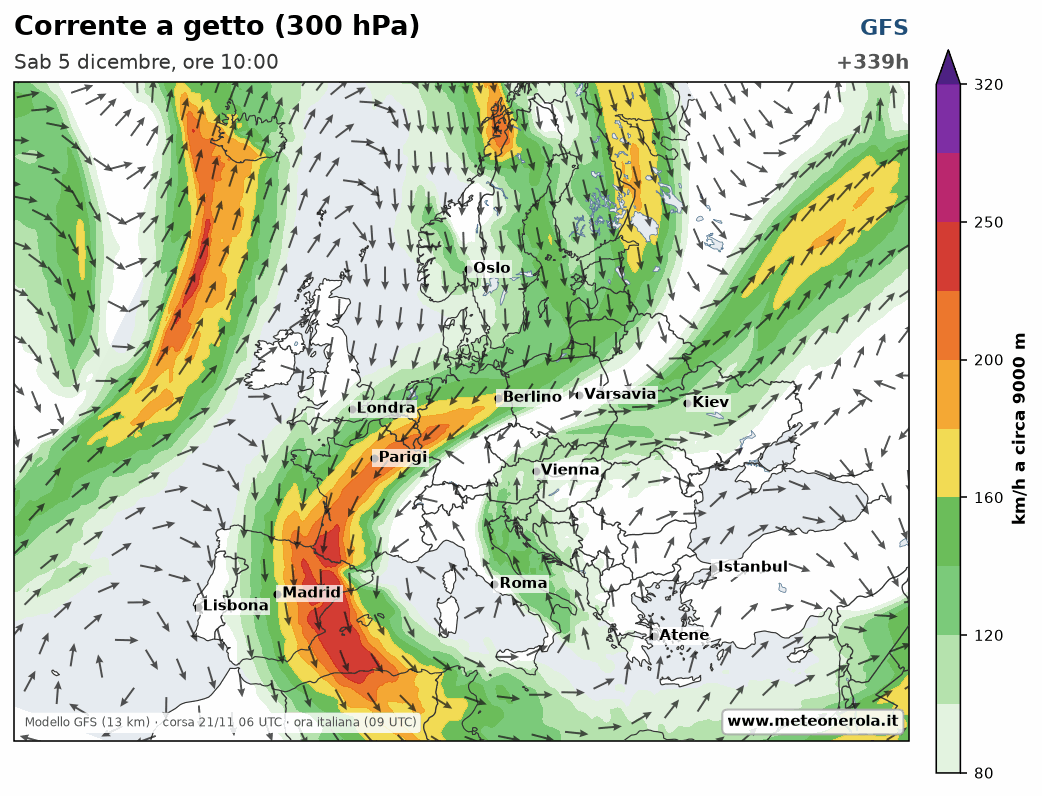 Corrente a getto (300 hPa)
GFS
Sab 5 dicembre, ore 10:00
+339h
320
250
200
160
120
80
km/h a circa 9000 m
Oslo
Berlino
Varsavia
Kiev
Londra
Parigi
Vienna
Istanbul
Roma
Madrid
Lisbona
Atene
Modello GFS (13 km) · corsa 21/11 06 UTC · ora italiana (09 UTC)
www.meteonerola.it